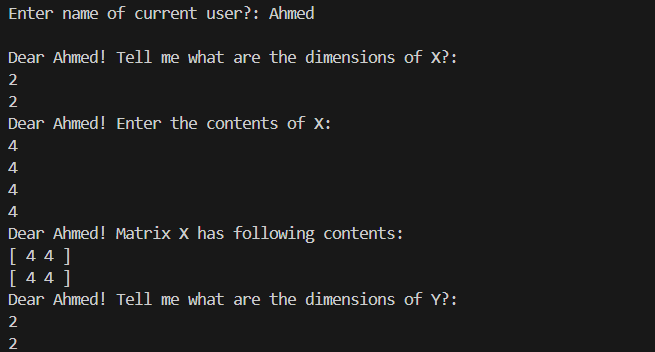 Enter name of current user?: Ahmed
Dear Ahmed! Tell me what are the dimensions of X?:
2
2
Dear Ahmed! Enter the contents of X:
4
4
4
4
Dear Ahmed! Matrix X has following contents:
[ 4 4 ]
[ 4 4 ]
Dear Ahmed! Tell me what are the dimensions of Y?:
2
2